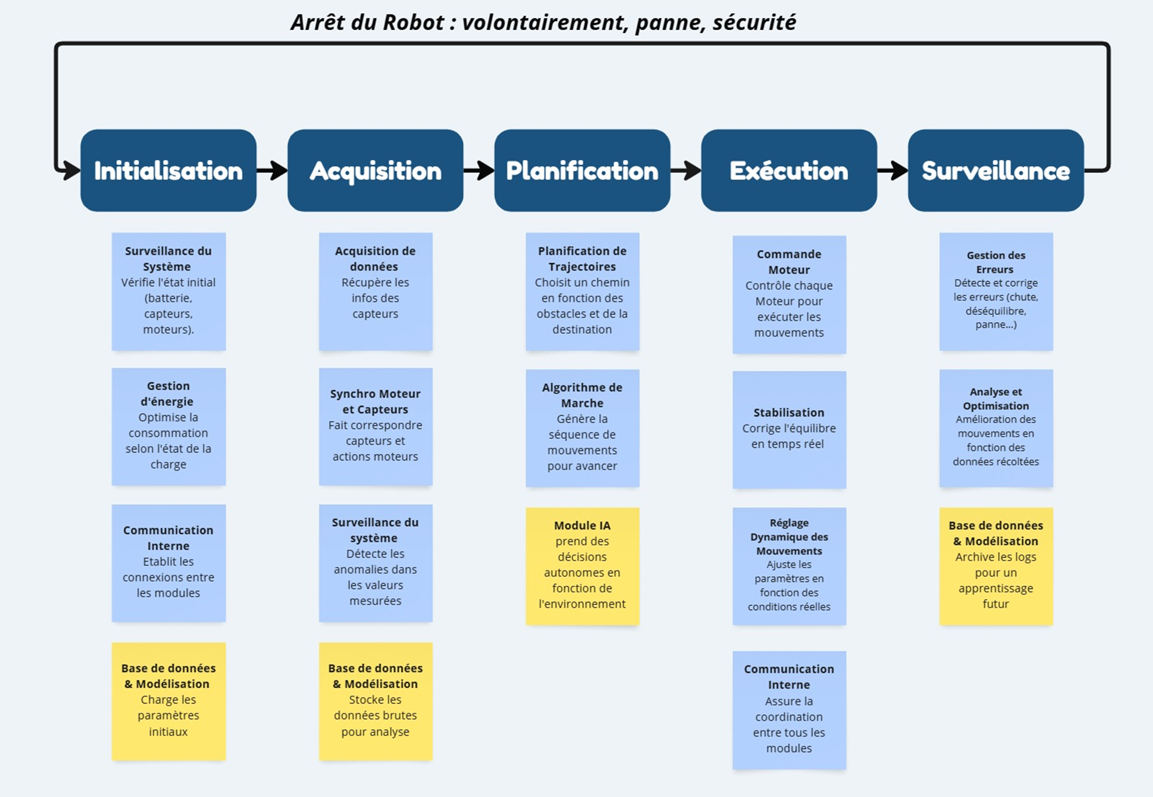 Arrêt du Robot : volontairement, panne, sécurité
Initialisation
Acquisition
Planification
Exécution
Surveillance
Surveillance du
Système
Vérifie l'état initial
(batterie,
capteurs,
moteurs).
Gestion
d'énergie
Optimise la
consommation
selon l'état de la
charge
Communication
Interne
Etablit les
connexions entre
les modules
Base de données
& Modélisation
Charge les
paramètres
initiaux
Acquisition de
données
Récupère les
infos des
capteurs
Synchro Moteur
et Capteurs
Fait correspondre
capteurs et
actions moteurs
Surveillance du
système
Détecte les
anomalies dans
les valeurs
mesurées
Base de données
& Modélisation
Stocke les
données brutes
pour analyse
Planification de
Trajectoires
Choisit un chemin
en fonction des
obstacles et de la
destination
Algorithme de
Marche
Génère la
séquence de
mouvements
pour avancer
Module IA
prend des
décisions
autonomes en
fonction de
l'environnement
Commande
Moteur
Contrôle chaque
Moteur pour
exécuter les
mouvements
Stabilisation
Corrige l'équilibre
en temps réel
Réglage
Dynamique des
Mouvements
Ajuste les
paramètres en
fonction des
conditions réelles
Communication
Interne
Assure la
coordination
entre tous les
modules
Gestion des
Erreurs
Détecte et corrige
les erreurs (chute,
déséquilibre,
panne...)
Analyse et
Optimisation
Amélioration des
mouvements en
fonction des
données récoltées
Base de données
& Modélisation
Archive les logs
pour un
apprentissage
futur